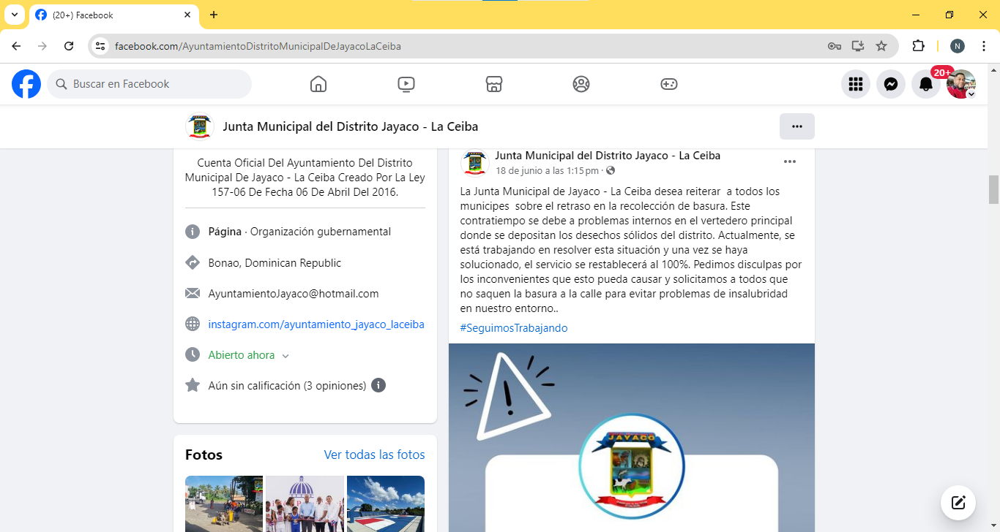 (20+) Facebook
facebook.com/AyuntamientoDistritoMunicipalDeJayacoLaCeiba
N
Buscar en Facebook
20+
Junta Municipal del Distrito Jayaco - La Ceiba
Cuenta Oficial Del Ayuntamiento Del Distrito
Municipal De Jayaco - La Ceiba Creado Por La Ley
157-06 De Fecha 06 De Abril Del 2016.
Página · Organización gubernamental
Bonao, Dominican Republic
AyuntamientoJayaco@hotmail.com
instagram.com/ayuntamiento_jayaco_laceiba
Abierto ahora
Aún sin calificación (3 opiniones)
Fotos
Ver todas las fotos
Junta Municipal del Distrito Jayaco - La Ceiba
18 de junio a las 1:15 pm ·
La Junta Municipal de Jayaco - La Ceiba desea reiterar  a todos los
municipes  sobre el retraso en la recolección de basura. Este
contratiempo se debe a problemas internos en el vertedero principal
donde se depositan los desechos sólidos del distrito. Actualmente, se
está trabajando en resolver esta situación y una vez se haya
solucionado, el servicio se restablecerá al 100%. Pedimos disculpas por
los inconvenientes que esto pueda causar y solicitamos a todos que
no saquen la basura a la calle para evitar problemas de insalubridad
en nuestro entorno..
#SeguimosTrabajando
JAYACO